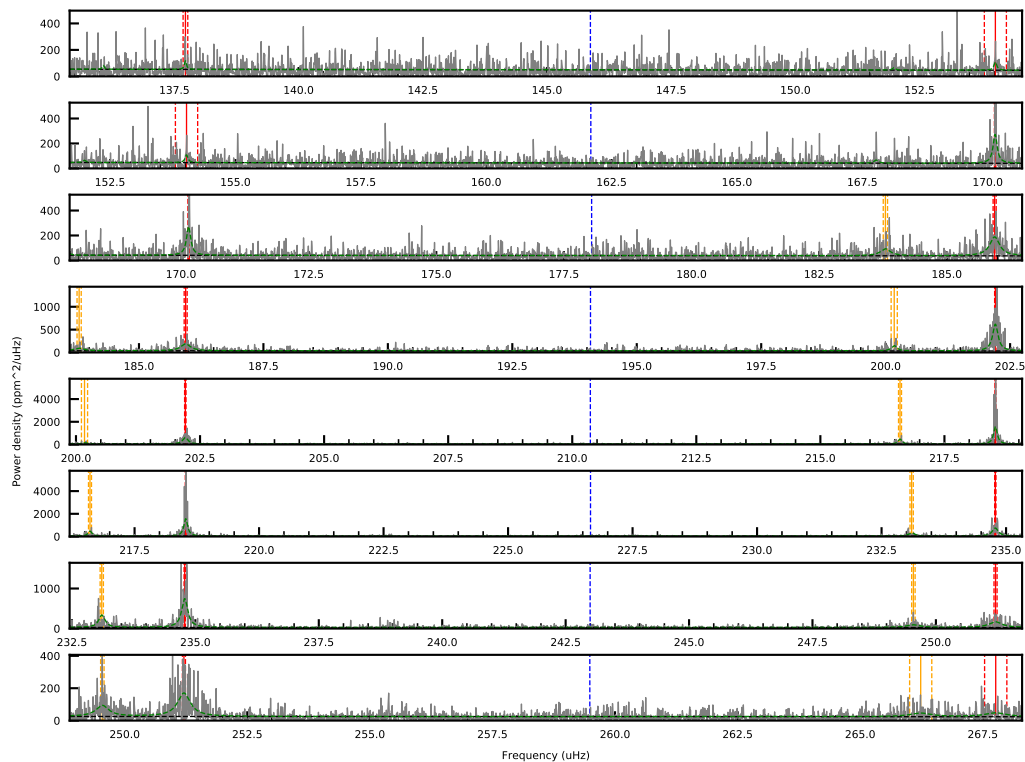 400
200
0
137.5 140.0 142.5 145.0 147.5 150.0 152.5
400
200
0
152.5 155.0 157.5 160.0 162.5 165.0 167.5 170.0
400
200
0
170.0 172.5 175.0 177.5 180.0 182.5 185.0
1000
500
0
185.0 187.5 190.0 192.5 195.0 197.5 200.0 202.5
Power density (ppm^2/uHz)
4000
2000
0
200.0 202.5 205.0 207.5 210.0 212.5 215.0 217.5
4000
2000
0
217.5 220.0 222.5 225.0 227.5 230.0 232.5 235.0
1000
0
232.5 235.0 237.5 240.0 242.5 245.0 247.5 250.0
400
200
0
250.0 252.5 255.0 257.5 260.0 262.5 265.0 267.5
Frequency (uHz)